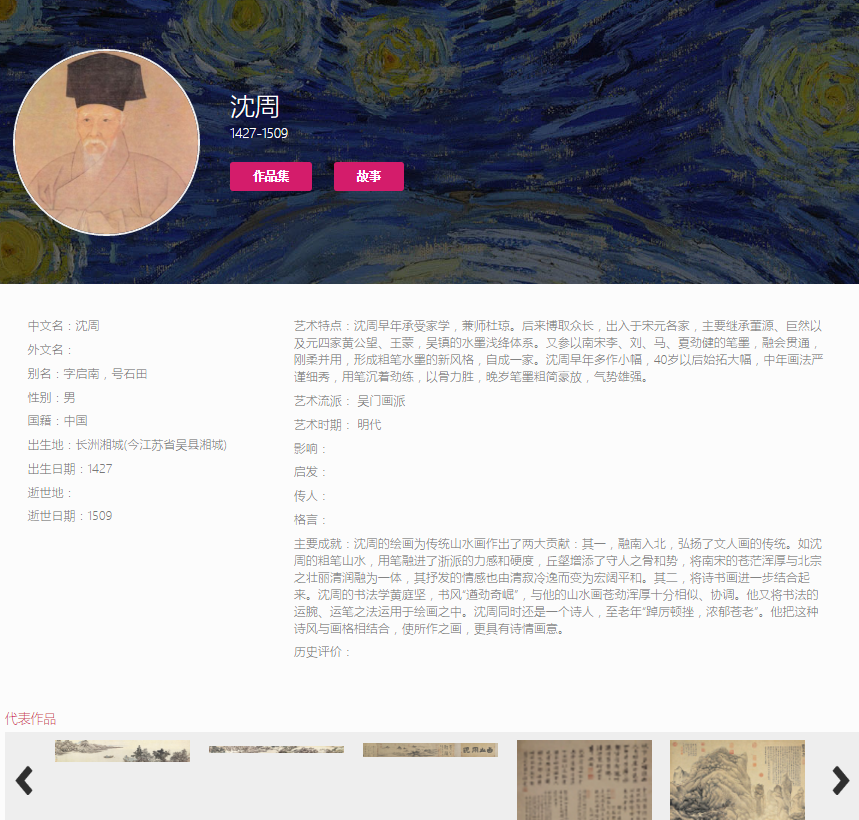 沈周
1427-1509
作品集
故事
中文名：沈周
外文名：
别名：字启南，号石田
性别：男
国藉：中国
出生地：长洲湘城(今江苏省吴县湘城)
出生日期：1427
逝世地：
逝世日期：1509
艺术特点：沈周早年承受家学，兼师杜琼。后来博取众长，出入于宋元各家，主要继承董源、巨然以
及元四家黄公望、王蒙，吴镇的水墨浅绛体系。又参以南宋李、刘、马、夏劲健的笔墨，融会贯通，
刚柔并用，形成粗笔水墨的新风格，自成一家。沈周早年多作小幅，40岁以后始拓大幅，中年画法严
谨细秀，用笔沉着劲练，以骨力胜，晚岁笔墨粗简豪放，气势雄强。
艺术流派： 吴门画派
艺术时期： 明代
影响：
启发：
传人：
格言：
主要成就：沈周的绘画为传统山水画作出了两大贡献：其一，融南入北，弘扬了文人画的传统。如沈
周的粗笔山水，用笔融进了浙派的力感和硬度，丘壑增添了守人之骨和势，将南宋的苍茫浑厚与北宗
之壮丽清润融为一体，其抒发的情感也由清寂冷逸而变为宏阔平和。其二，将诗书画进一步结合起
来。沈周的书法学黄庭坚，书风“遒劲奇崛”，与他的山水画苍劲浑厚十分相似、协调。他又将书法的
运腕、运笔之法运用于绘画之中。沈周同时还是一个诗人，至老年“踔厉顿挫，浓郁苍老”。他把这种
诗风与画格相结合，使所作之画，更具有诗情画意。
历史评价：
代表作品